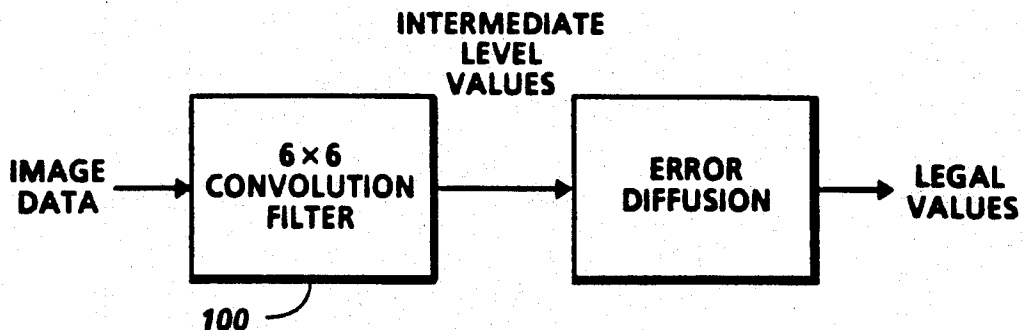 INTERMEDIATE
LEVEL
VALUES
IMAGE
DATA
6×6
CONVOLUTION
FILTER
ERROR
DIFFUSION
LEGAL
VALUES
100